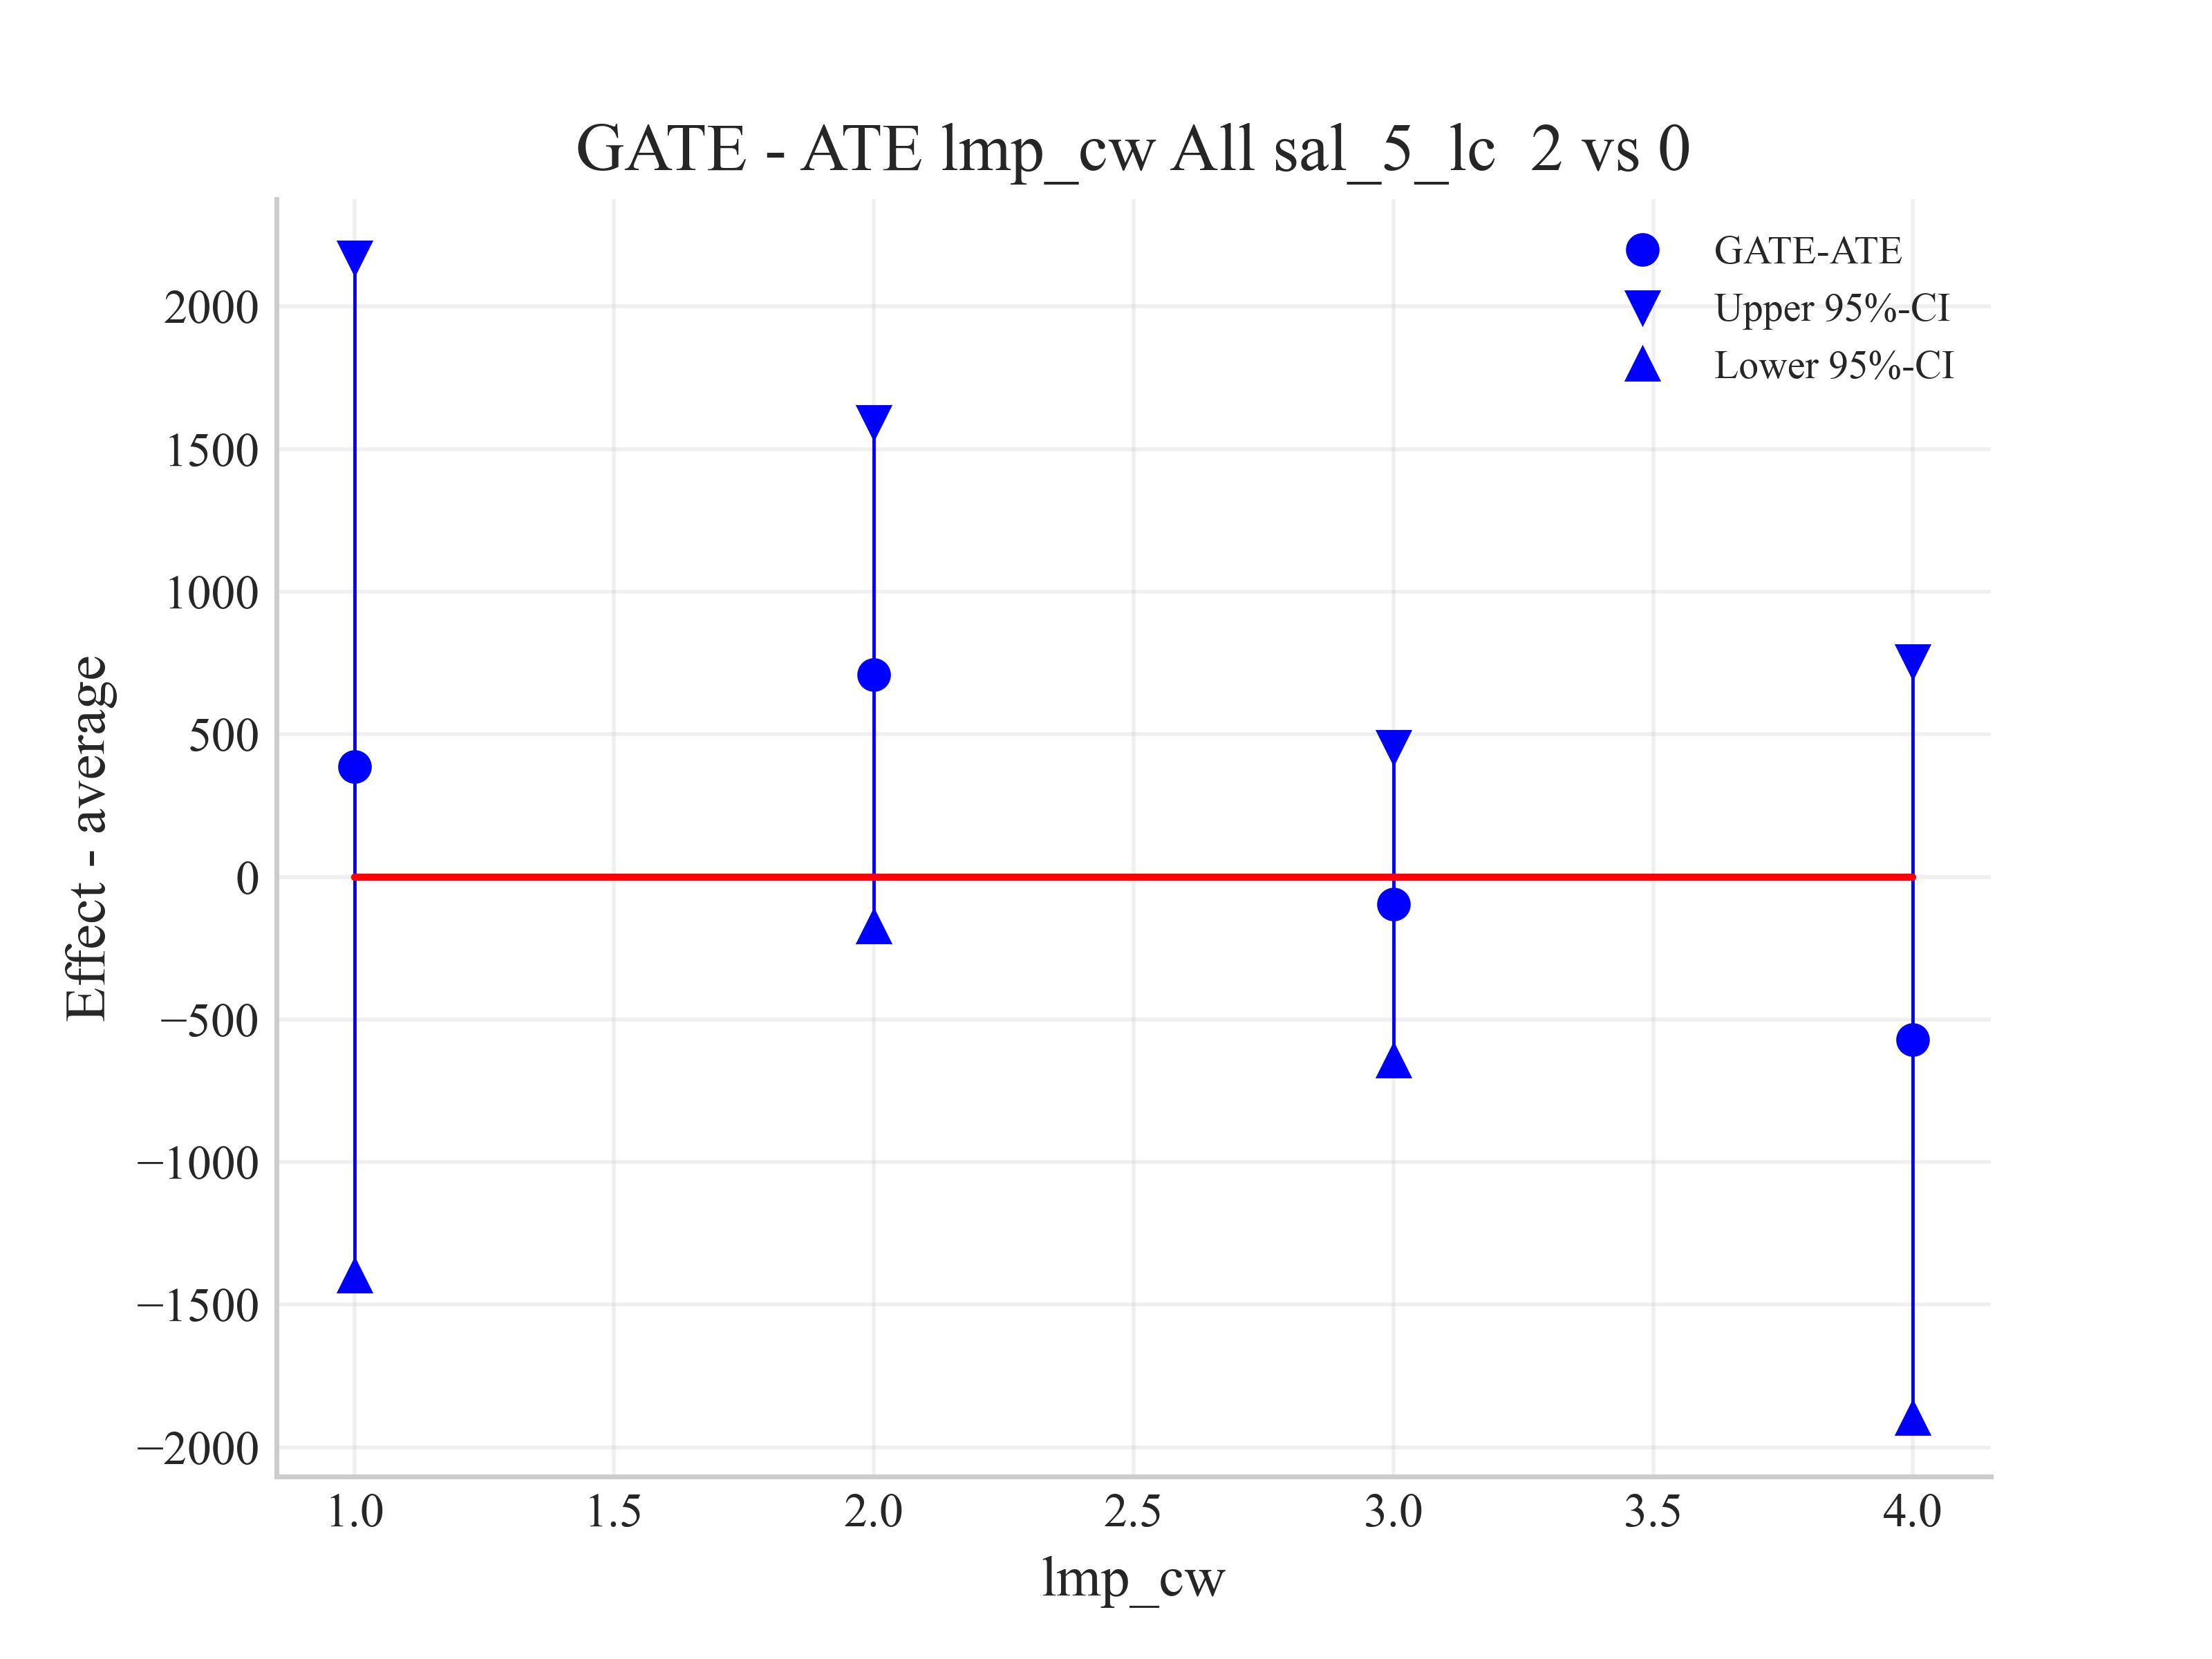 GATE - ATE lmp_cw All sal_5_lc  2 vs 0
GATE-ATE
Upper 95%-CI
Lower 95%-CI
Effect - average
2000
1500
1000
500
0
−500
−1000
−1500
−2000
1.0 1.5 2.0 2.5 3.0 3.5 4.0
lmp_cw